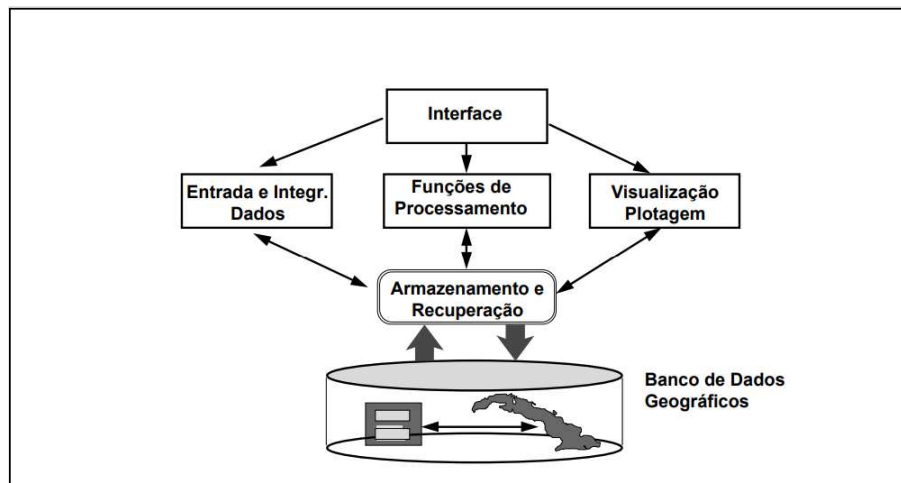 Interface
Entrada e Integr.
Dados
Funções de
Processamento
Visualização
Plotagem
Armazenamento e
Recuperação
Banco de Dados
Geográficos